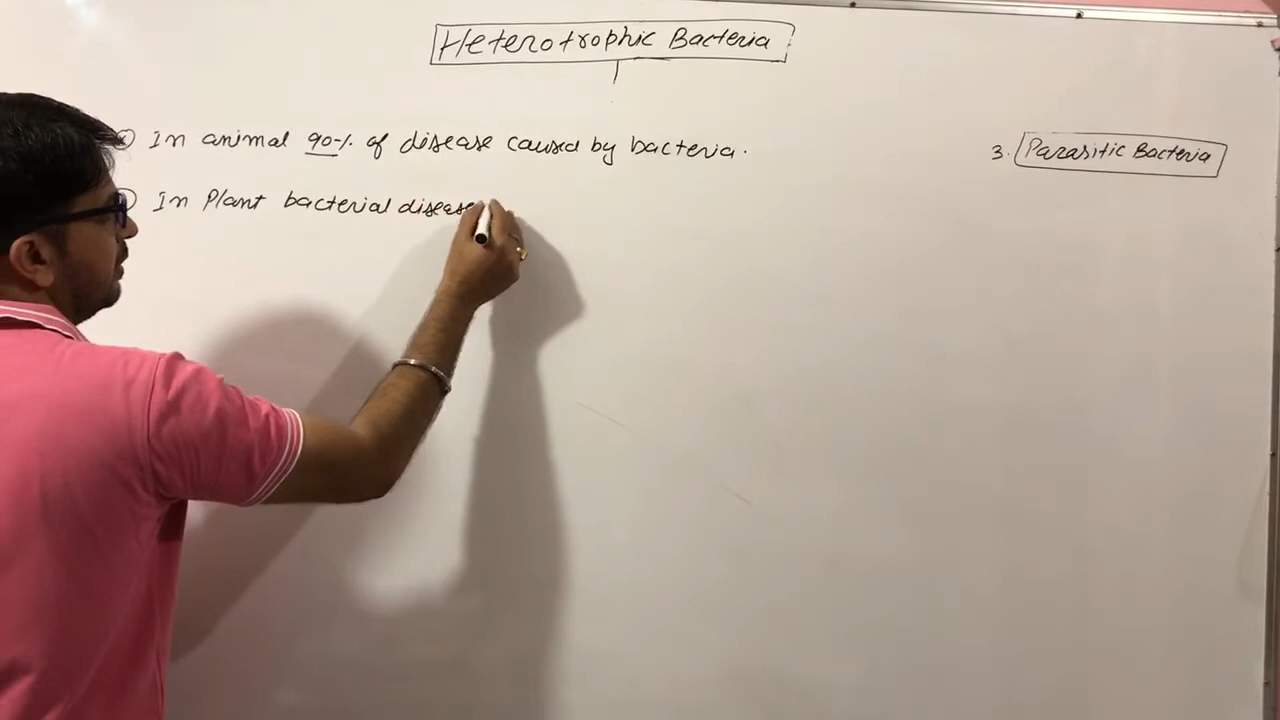 Heterotrophic Bacteria
In animal 90% of disease caused by bacteria.
3. Parasitic Bacteria
In Plant bacterial disease